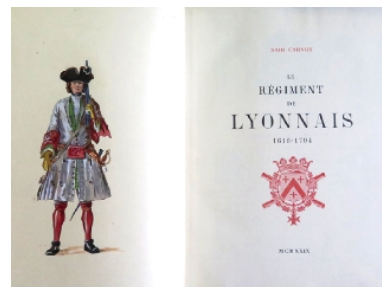 LE
RÉGIMENT
DE
LYONNAIS
1616-1794
MCMXXIX